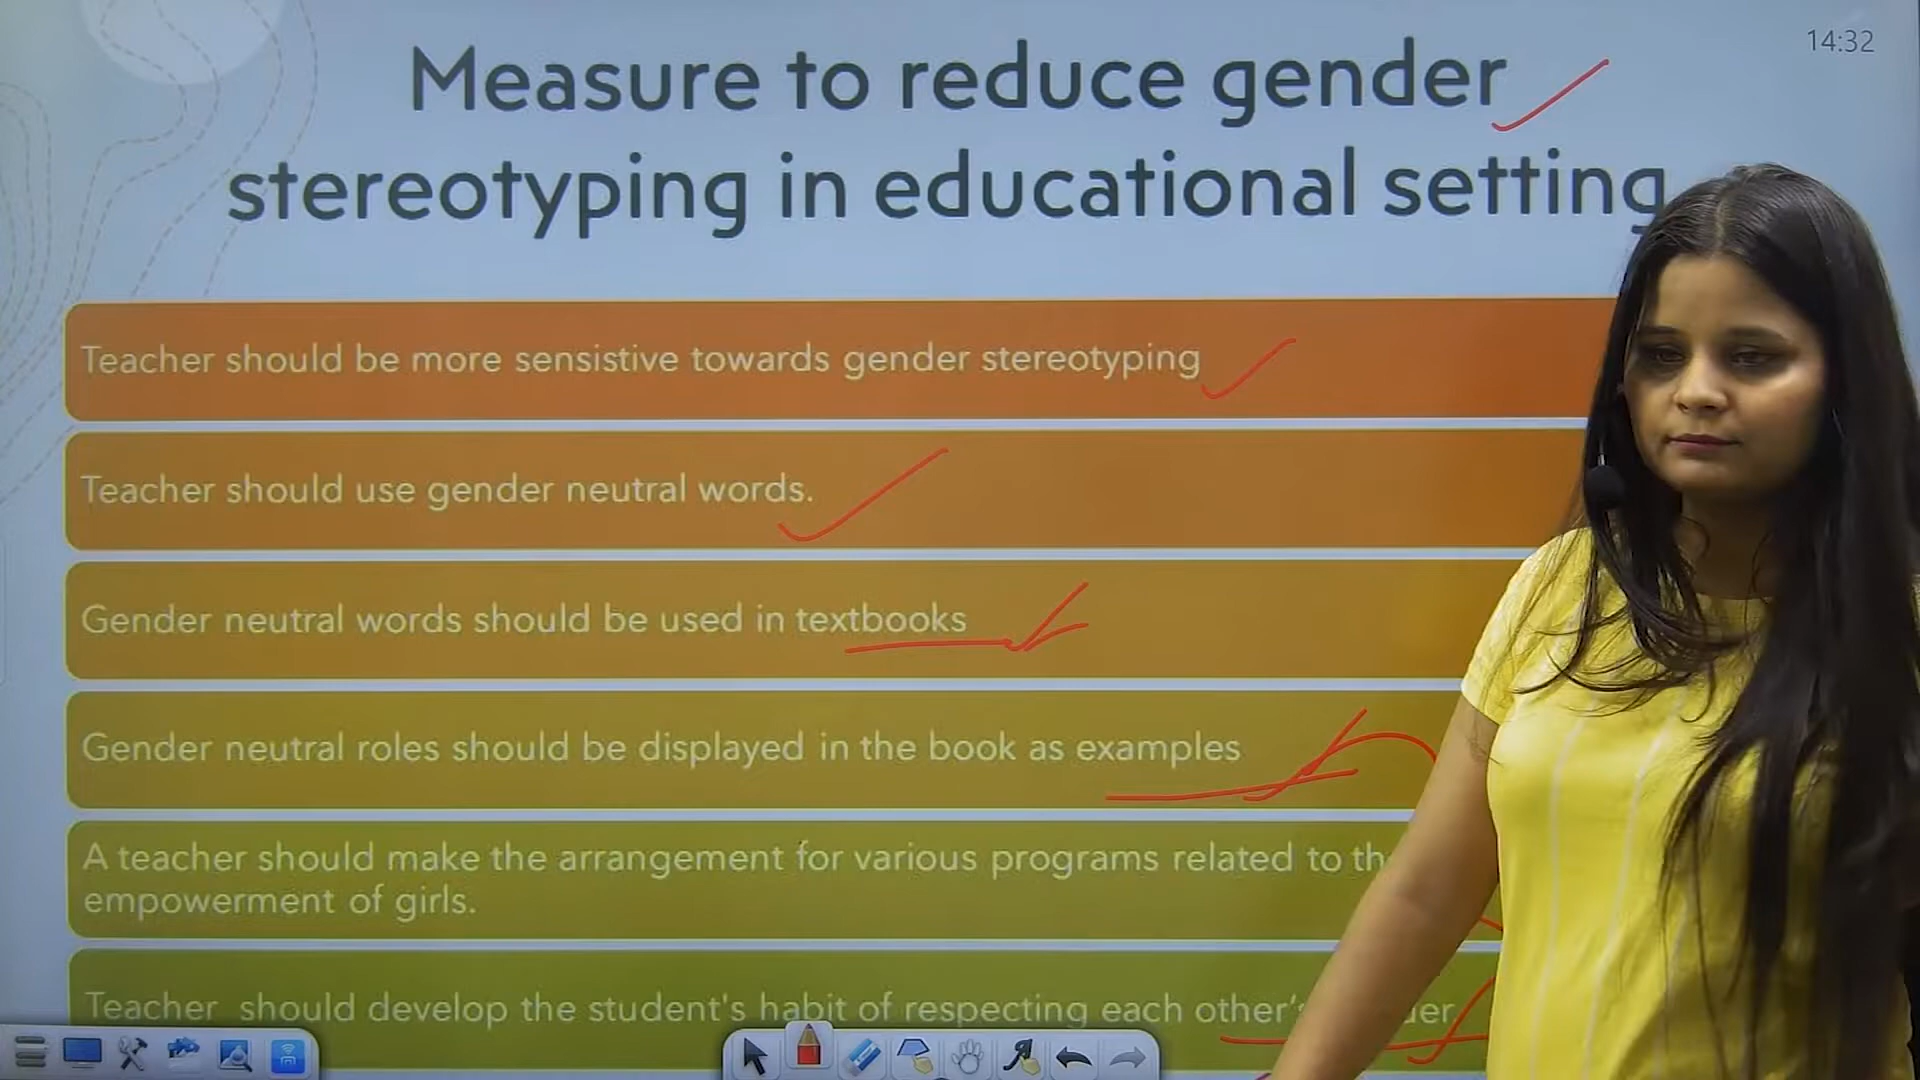 14:32
Measure to reduce gender
stereotyping in educational setting
Teacher should be more sensistive towards gender stereotyping
Teacher should use gender neutral words.
Gender neutral words should be used in textbooks
Gender neutral roles should be displayed in the book as examples
A teacher should make the arrangement for various programs related to
empowerment of girls.
Teacher should develop the student's habit of respecting each other's